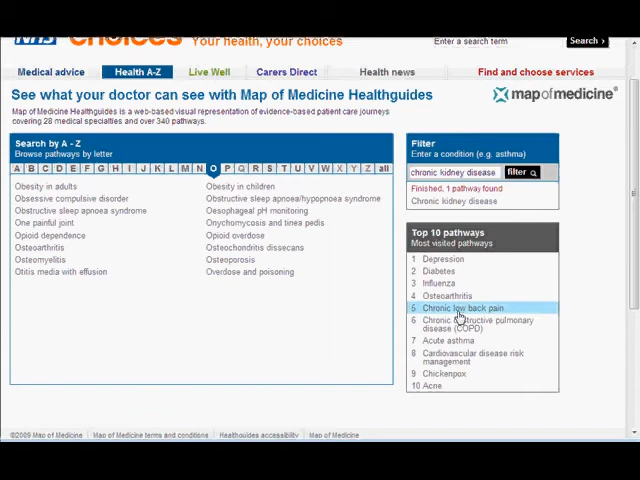 NHS choices Your health, your choices
Enter a search term
Search >
Medical advice Health A-Z Live Well Carers Direct Health news Find and choose services
See what your doctor can see with Map of Medicine Healthguides
mapofmedicine®
Map of Medicine Healthguides is a web-based visual representation of evidence-based patient care journeys
covering 28 medical specialties and over 340 pathways.
Search by A - Z
Browse pathways by letter
A B C D E F G H I J K L M N O P Q R S T U V W X Y Z all
Obesity in adults
Obsessive compulsive disorder
Obstructive sleep apnoea syndrome
One painful joint
Opioid dependence
Osteoarthritis
Osteomyelitis
Otitis media with effusion
Obesity in children
Obstructive sleep apnoea/hypopnoea syndrome
Oesophageal pH monitoring
Onychomycosis and tinea pedis
Opioid overdose
Osteochondritis dissecans
Osteoporosis
Overdose and poisoning
Filter
Enter a condition (e.g. asthma)
chronic kidney disease filter
Finished, 1 pathway found
Chronic kidney disease
Top 10 pathways
Most visited pathways
1 Depression
2 Diabetes
3 Influenza
4 Osteoarthritis
5 Chronic low back pain
6 Chronic obstructive pulmonary
disease (COPD)
7 Acute asthma
8 Cardiovascular disease risk
management
9 Chickenpox
10 Acne
©2009 Map of Medicine Map of Medicine terms and conditions Healthguides accessibility Map of Medicine